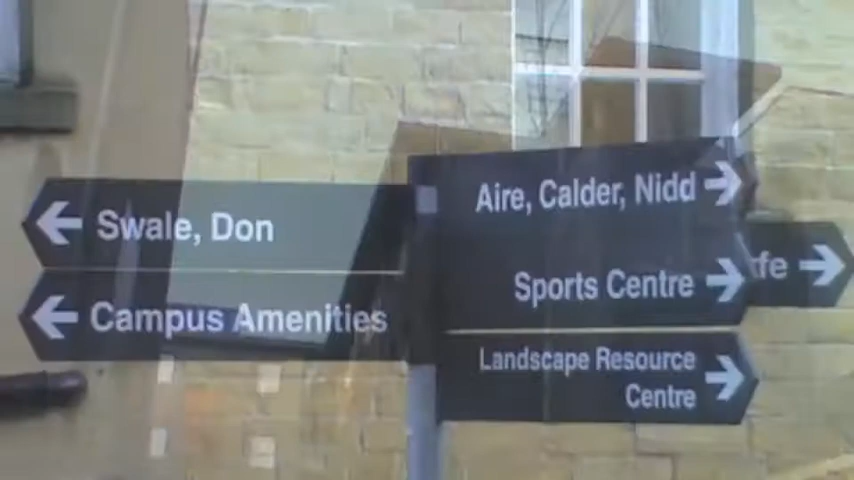 Swale, Don
Campus Amenities
Aire, Calder, Nidd
Sports Centre
Landscape Resource
Centre